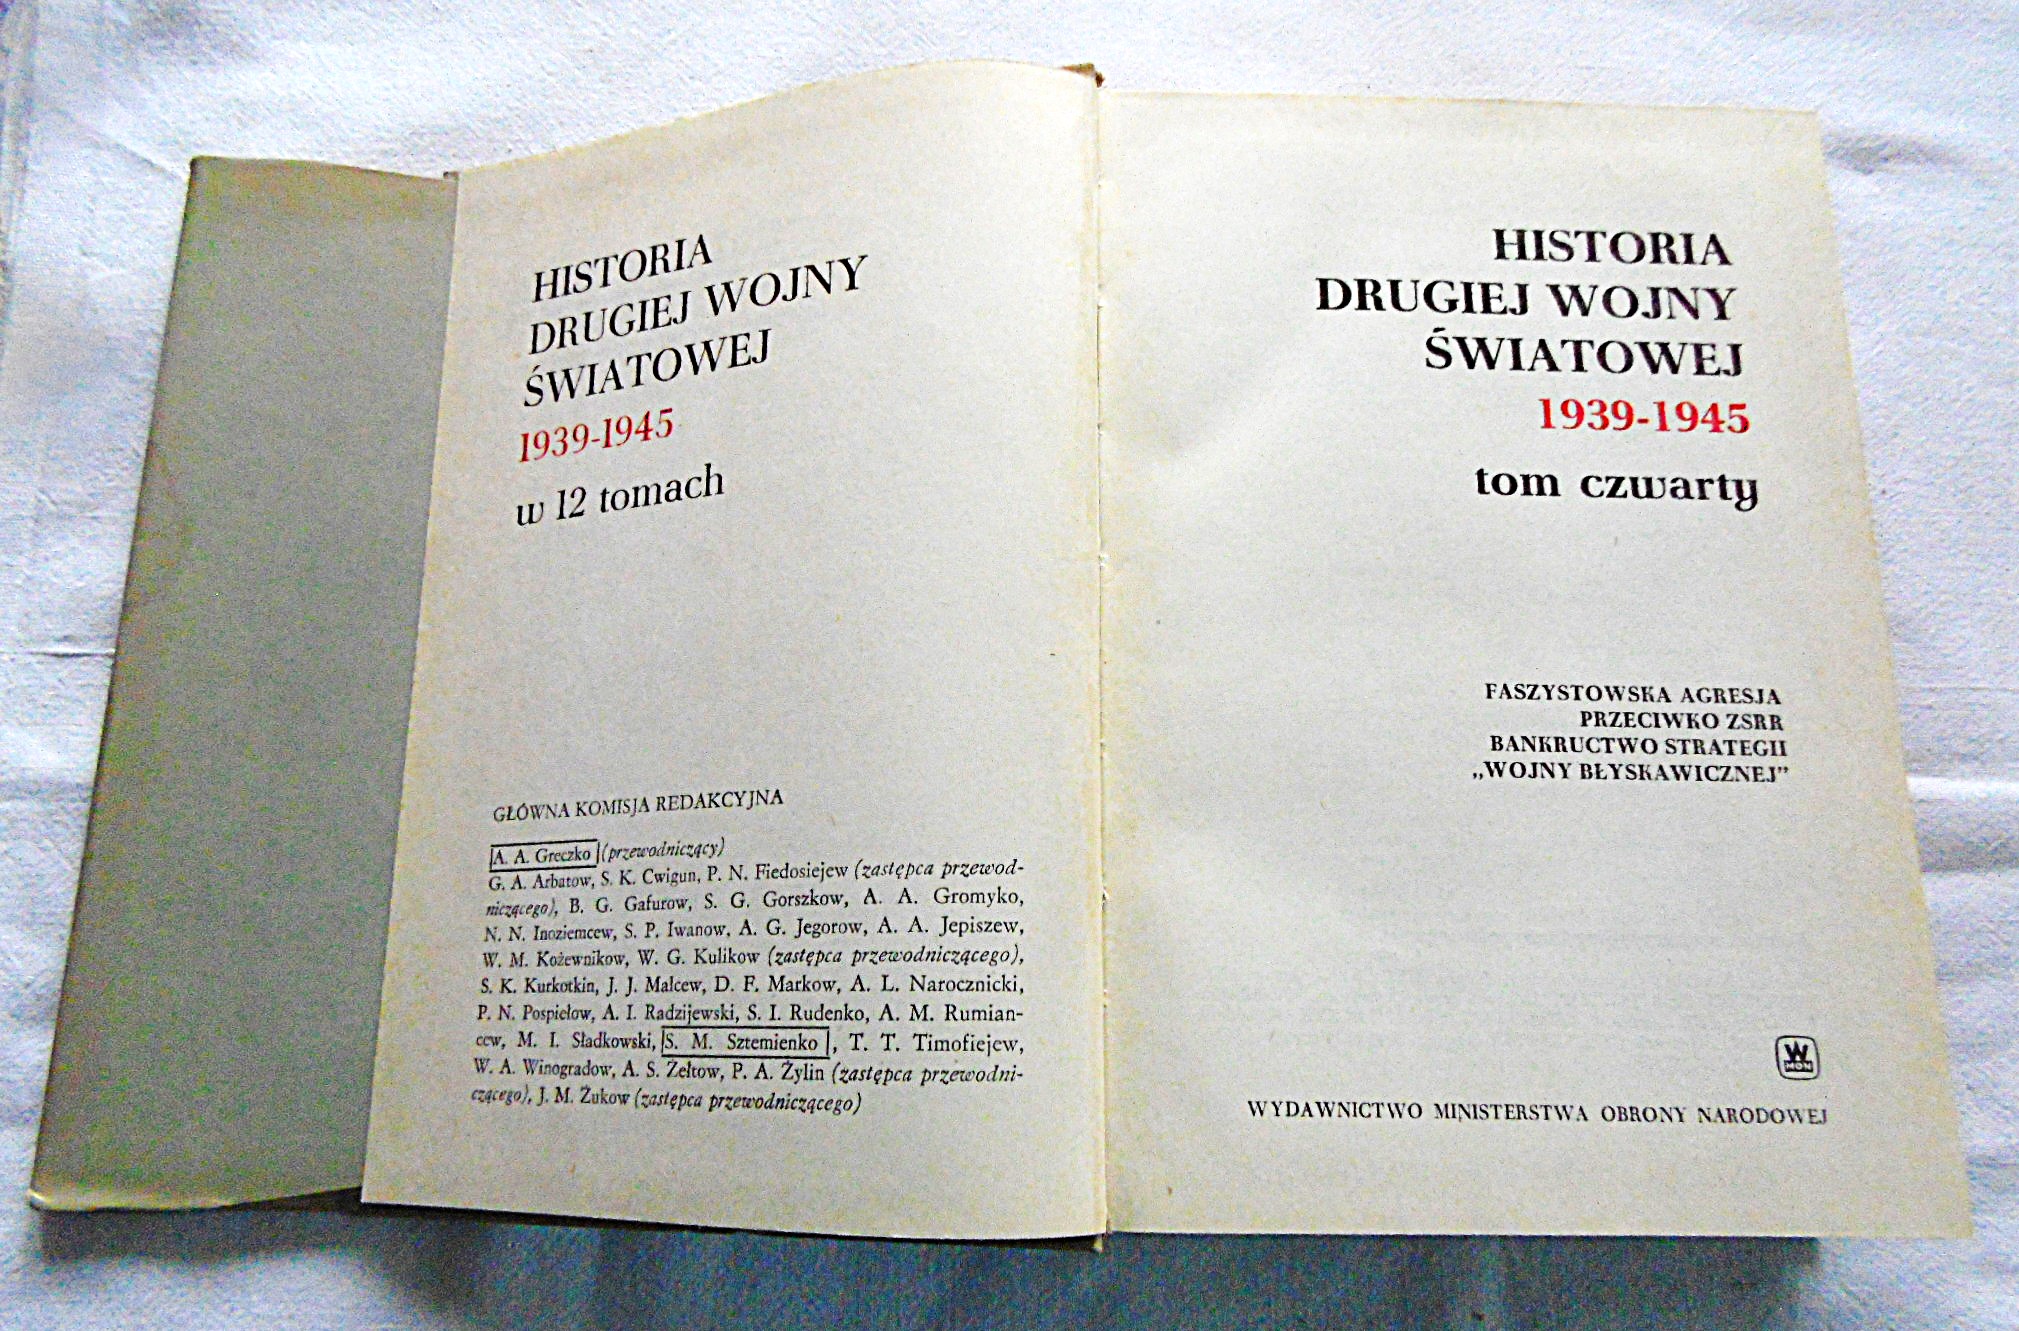 HISTORIA
DRUGIEJ WOJNY
ŚWIATOWEJ
1939-1945
w 12 tomach
GŁÓWNA KOMISJA REDAKCYJNA
A. A. Greczko (przewodniczący)
G. A. Arbatow, S. K. Cwigun, P. N. Fiedosiejew (zastępca przewod-
niczącego), B. G. Gafurow, S. G. Gorszkow, A. A. Gromyko,
N. N. Inoziemcew, S. P. Iwanow, A. G. Jegorow, A. A. Jepiszew,
W. M. Kożewnikow, W. G. Kulikow (zastępca przewodniczącego),
S. K. Kurkotkin, J. J. Malcew, D. F. Markow, A. L. Narocznicki,
P. N. Pospiełow, A. I. Radzijewski, S. I. Rudenko, A. M. Rumian-
cew, M. I. Sładkowski, S. M. Sztemienko, T. T. Timofiejew,
W. A. Winogradow, A. S. Żełtow, P. A. Żylin (zastępca przewodni-
czącego), J. M. Żukow (zastępca przewodniczącego)
HISTORIA
DRUGIEJ WOJNY
ŚWIATOWEJ
1939-1945
tom czwarty
FASZYSTOWSKA AGRESJA
PRZECIWKO ZSRR
BANKRUCTWO STRATEGII
„WOJNY BŁYSKAWICZNEJ”
W
MON
WYDAWNICTWO MINISTERSTWA OBRONY NARODOWEJ